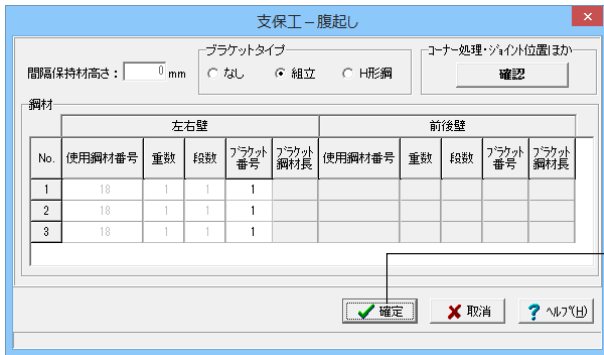 支保工－腹起し
ブラケットタイプ
コーナー処理・ジョイント位置ほか
間隔保持材高さ： 0 mm
なし 組立 H形鋼
確認
鋼材
左右壁 前後壁
No. 使用鋼材番号 重数 段数 ブラケット番号 ブラケット鋼材長 使用鋼材番号 重数 段数 ブラケット番号 ブラケット鋼材長
1 18 1 1 1
2 18 1 1 1
3 18 1 1 1
確定 取消 ヘルプ(H)